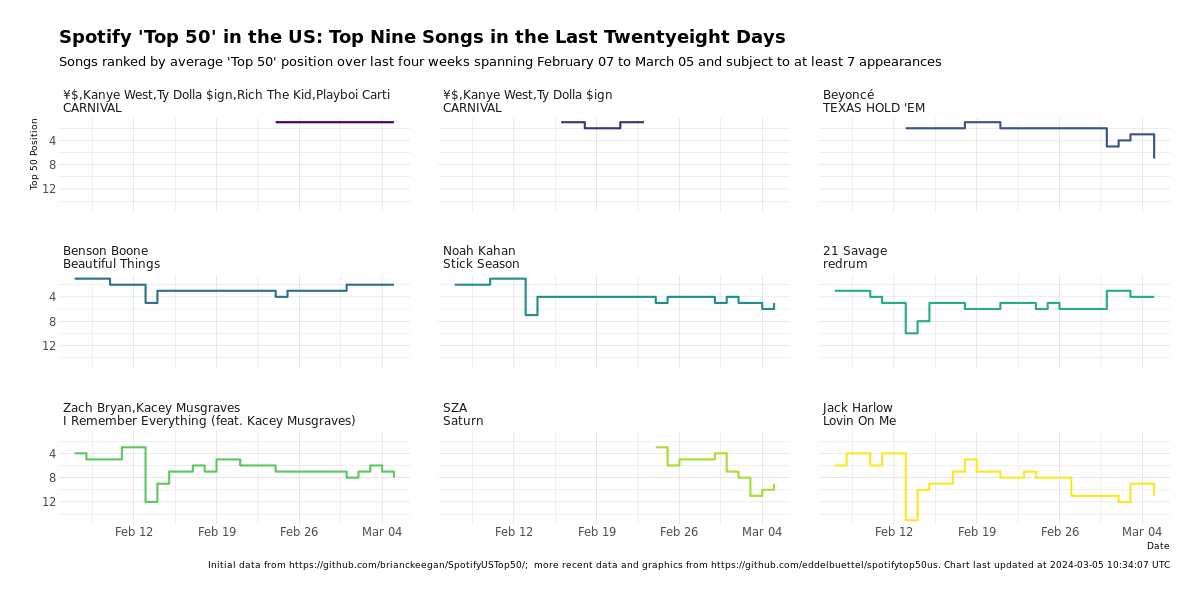 Spotify 'Top 50' in the US: Top Nine Songs in the Last Twentyeight Days
Songs ranked by average 'Top 50' position over last four weeks spanning February 07 to March 05 and subject to at least 7 appearances
¥$,Kanye West,Ty Dolla $ign,Rich The Kid,Playboi Carti
CARNIVAL
¥$,Kanye West,Ty Dolla $ign
CARNIVAL
Beyoncé
TEXAS HOLD 'EM
Top 50 Position
4
8
12
Benson Boone
Beautiful Things
Noah Kahan
Stick Season
21 Savage
redrum
4
8
12
Zach Bryan,Kacey Musgraves
I Remember Everything (feat. Kacey Musgraves)
SZA
Saturn
Jack Harlow
Lovin On Me
4
8
12
Feb 12 Feb 19 Feb 26 Mar 04
Feb 12 Feb 19 Feb 26 Mar 04
Feb 12 Feb 19 Feb 26 Mar 04
Date
Initial data from https://github.com/brianckeegan/SpotifyUSTop50/; more recent data and graphics from https://github.com/eddelbuettel/spotifytop50us. Chart last updated at 2024-03-05 10:34:07 UTC